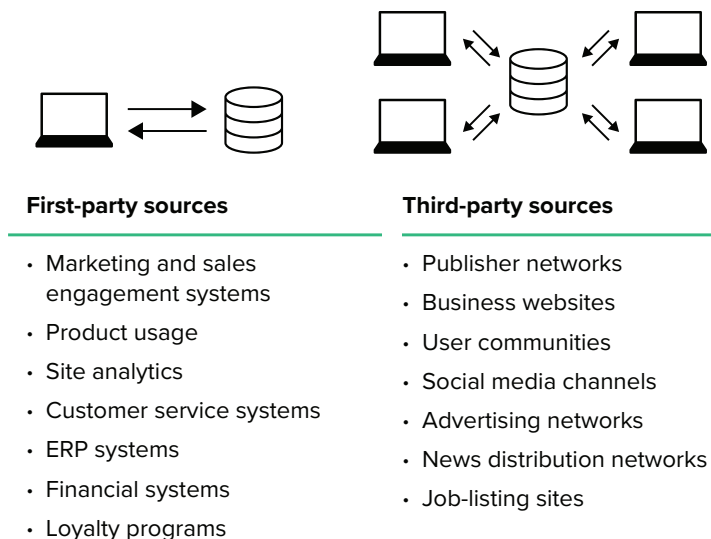 First-party sources
• Marketing and sales
engagement systems
• Product usage
• Site analytics
• Customer service systems
• ERP systems
• Financial systems
• Loyalty programs
Third-party sources
• Publisher networks
• Business websites
• User communities
• Social media channels
• Advertising networks
• News distribution networks
• Job-listing sites